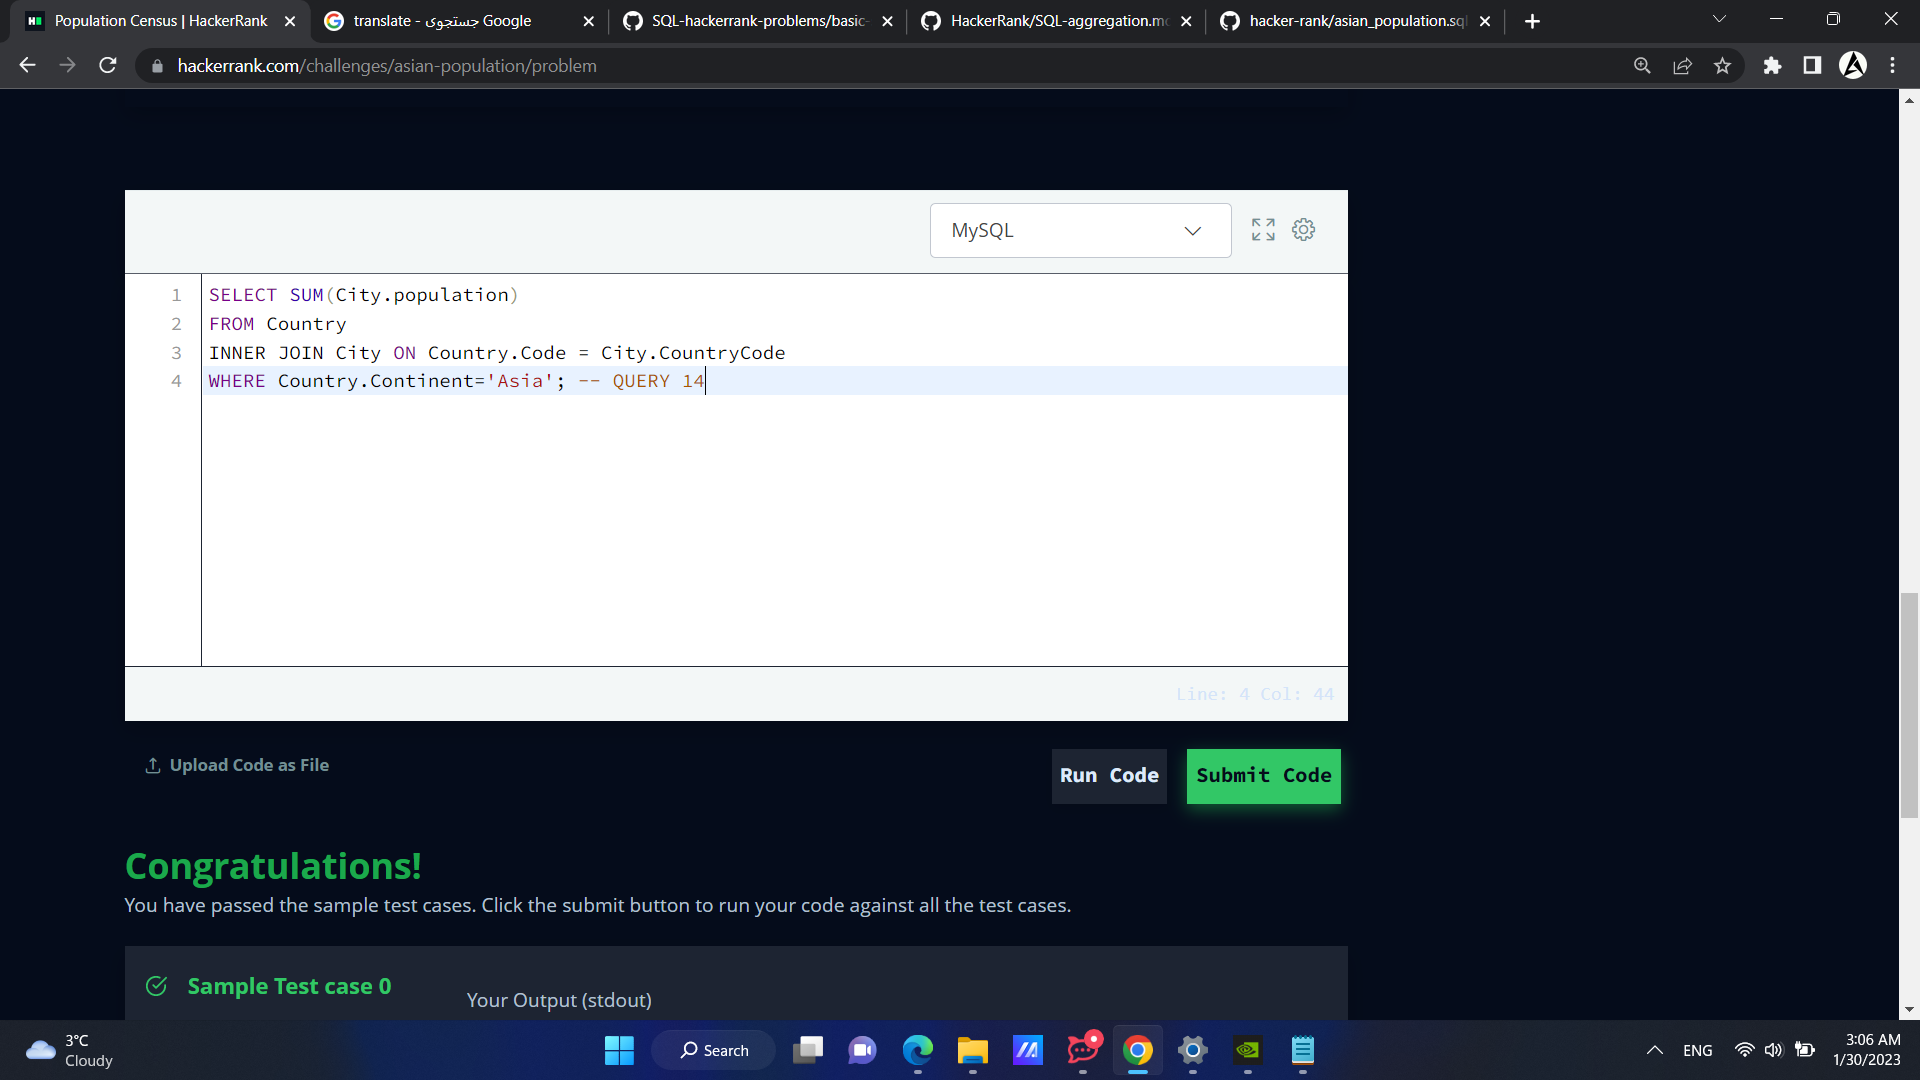 Population Census | HackerRank
translate - جستجوی Google
SQL-hackerrank-problems/basic-
HackerRank/SQL-aggregation.mc
hacker-rank/asian_population.sql
hackerrank.com/challenges/asian-population/problem
MySQL
1 SELECT SUM(City.population)
2 FROM Country
3 INNER JOIN City ON Country.Code = City.CountryCode
4 WHERE Country.Continent='Asia'; -- QUERY 14
Line: 4 Col: 44
Upload Code as File
Run Code
Submit Code
Congratulations!
You have passed the sample test cases. Click the submit button to run your code against all the test cases.
Sample Test case 0
Your Output (stdout)
3°C
Cloudy
Search
ENG
3:06 AM
1/30/2023